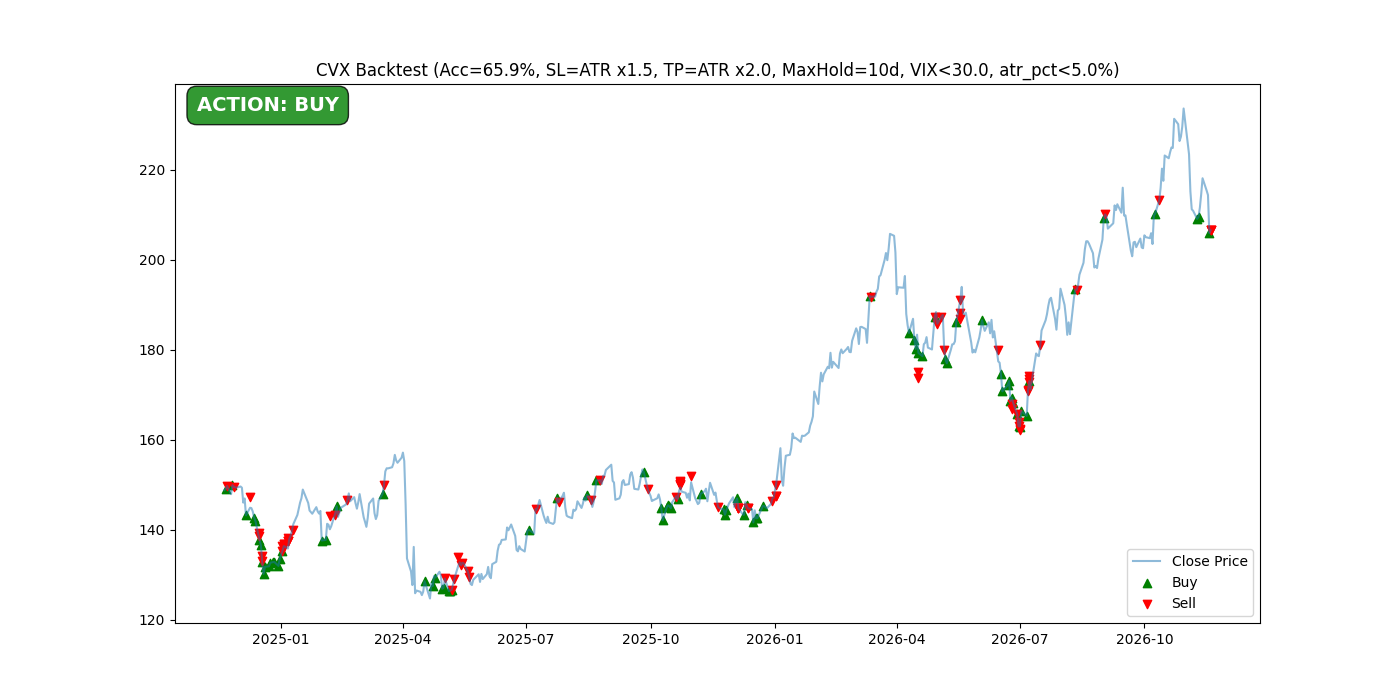 CVX Backtest (Acc=65.9%, SL=ATR x1.5, TP=ATR x2.0, MaxHold=10d, VIX<30.0, atr_pct<5.0%)
ACTION: BUY
220
200
180
160
140
120
2025-01
2025-04
2025-07
2025-10
2026-01
2026-04
2026-07
2026-10
Close Price
Buy
Sell